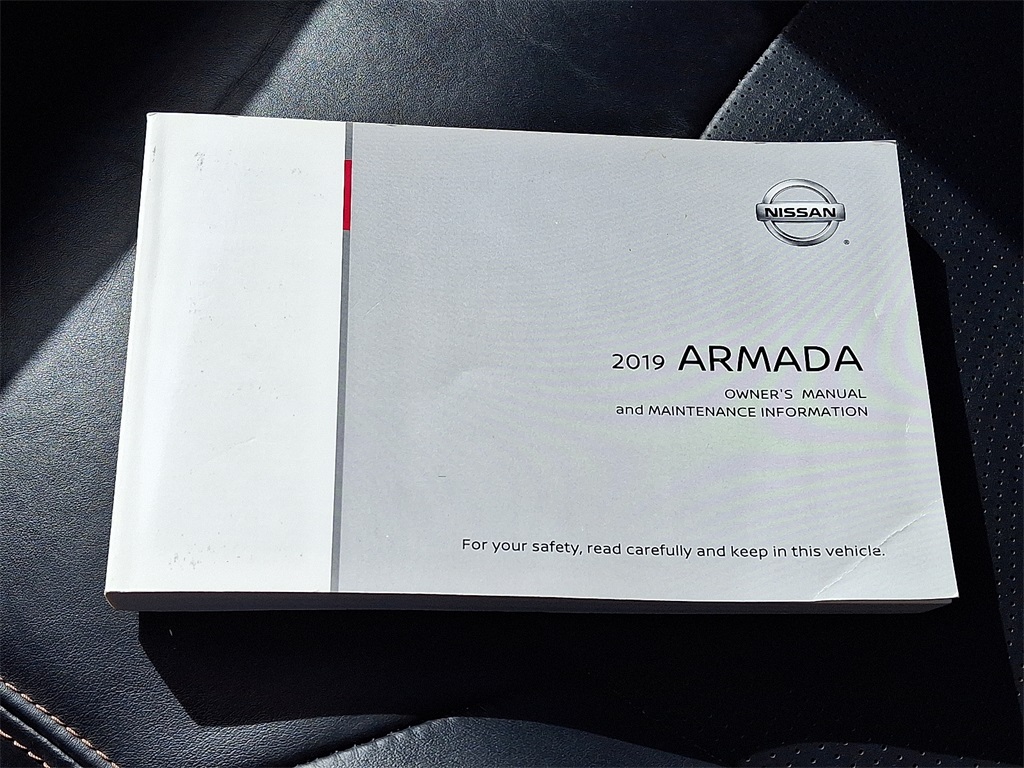 NISSAN
®
2019 ARMADA
OWNER'S MANUAL
and MAINTENANCE INFORMATION
For your safety, read carefully and keep in this vehicle.